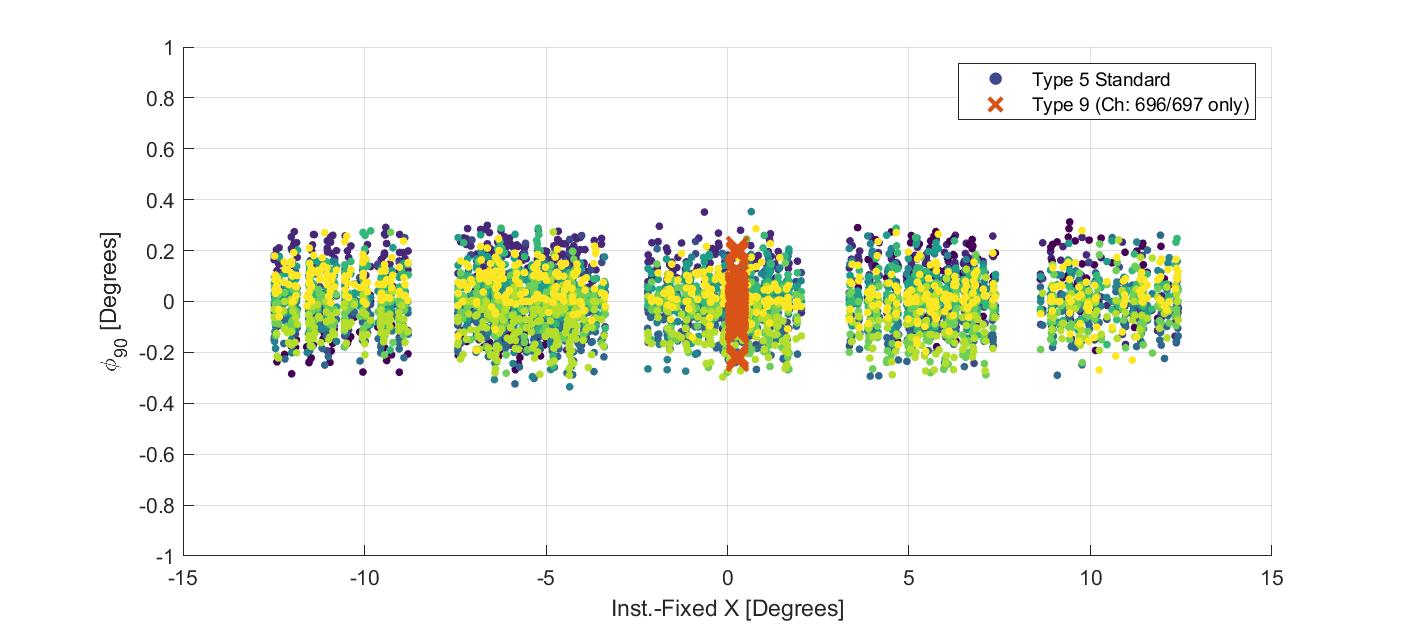 1
0.8
0.6
0.4
0.2
0
-0.2
-0.4
-0.6
-0.8
-1
ϕ90 [Degrees]
Type 5 Standard
Type 9 (Ch: 696/697 only)
-15 -10 -5 0 5 10 15
Inst.-Fixed X [Degrees]